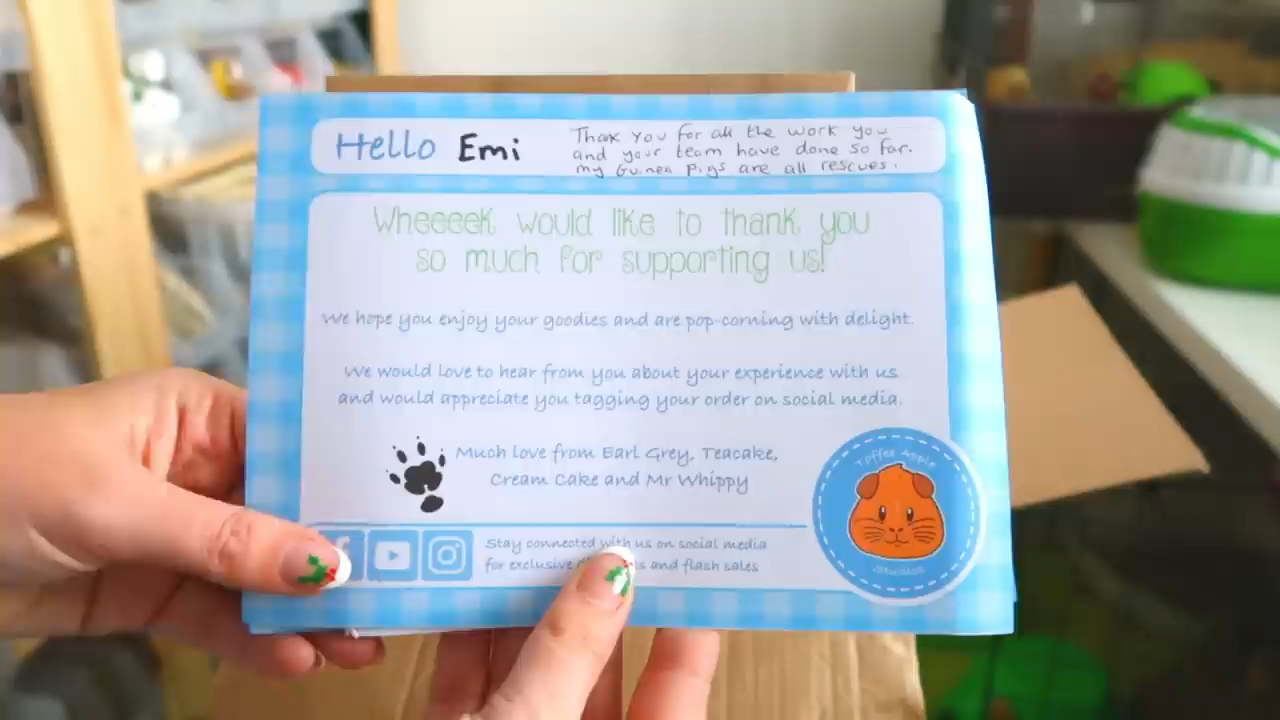 Hello Emi
Thank you for all the work you
and your team have done so far.
my Guinea Pigs are all rescues.
Wheeeek would like to thank you
so much for supporting us!
We hope you enjoy your goodies and are pop-corning with delight.
We would love to hear from you about your experience with us
and would appreciate you tagging your order on social media.
Much love from Earl Grey, Teacake,
Cream Cake and Mr Whippy
Toffee Apple
Studios
Stay connected with us on social media
for exclusive and flash sales